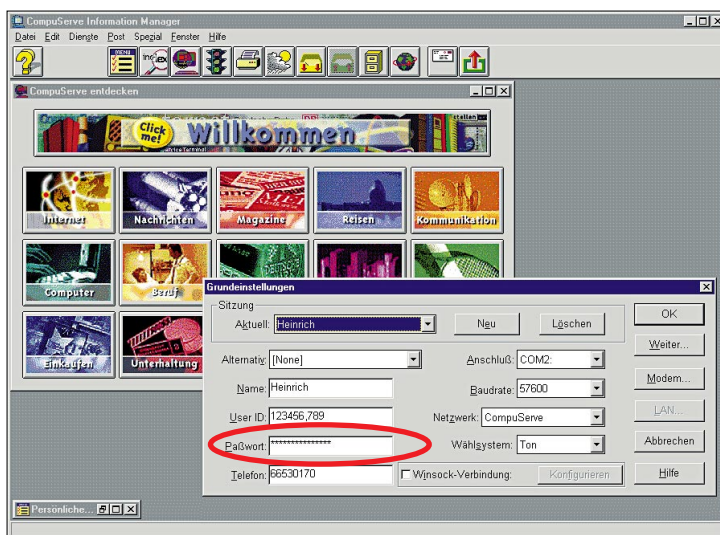 CompuServe Information Manager
Datei Edit Dienste Post Spezial Fenster Hilfe
MENU
INDEX
CompuServe entdecken
Click me! Willkommen
Internet Nachrichten Magazine Reisen Kommunikation
Computer Beruf
Einkaufen Unterhaltung
Grundeinstellungen
Sitzung
Aktuell: Heinrich Neu Löschen OK
Alternativ: [None] Anschluß: COM2: Weiter...
Name: Heinrich Baudrate: 57600 Modem...
User ID: 123456,789 Netzwerk: CompuServe LAN...
Paßwort: *************** Wählsystem: Ton Abbrechen
Telefon: 66530170 Winsock-Verbindung: Konfigurieren Hilfe
Persönliche...